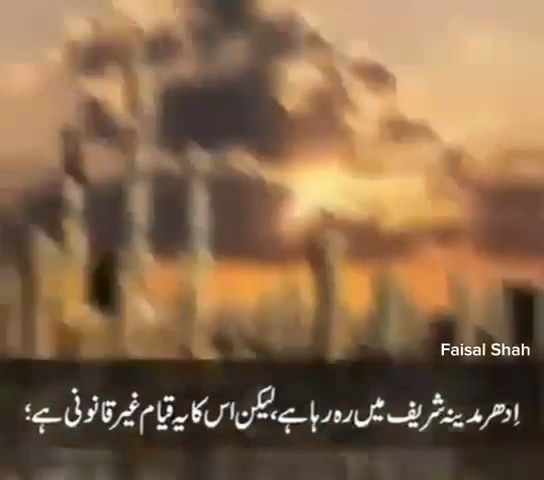 Faisal Shah
اِدھر مدینہ شریف میں رہ رہا ہے، لیکن اس کا یہ قیام غیر قانونی ہے؛